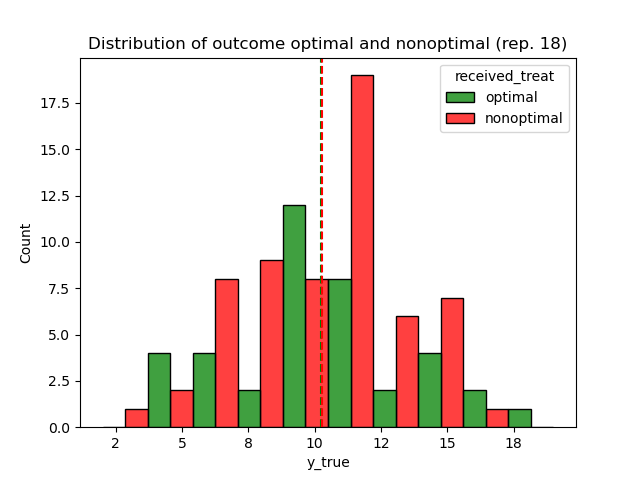 Distribution of outcome optimal and nonoptimal (rep. 18)
received_treat
optimal
nonoptimal
17.5
15.0
12.5
10.0
7.5
5.0
2.5
0.0
Count
2 5 8 10 12 15 18
y_true